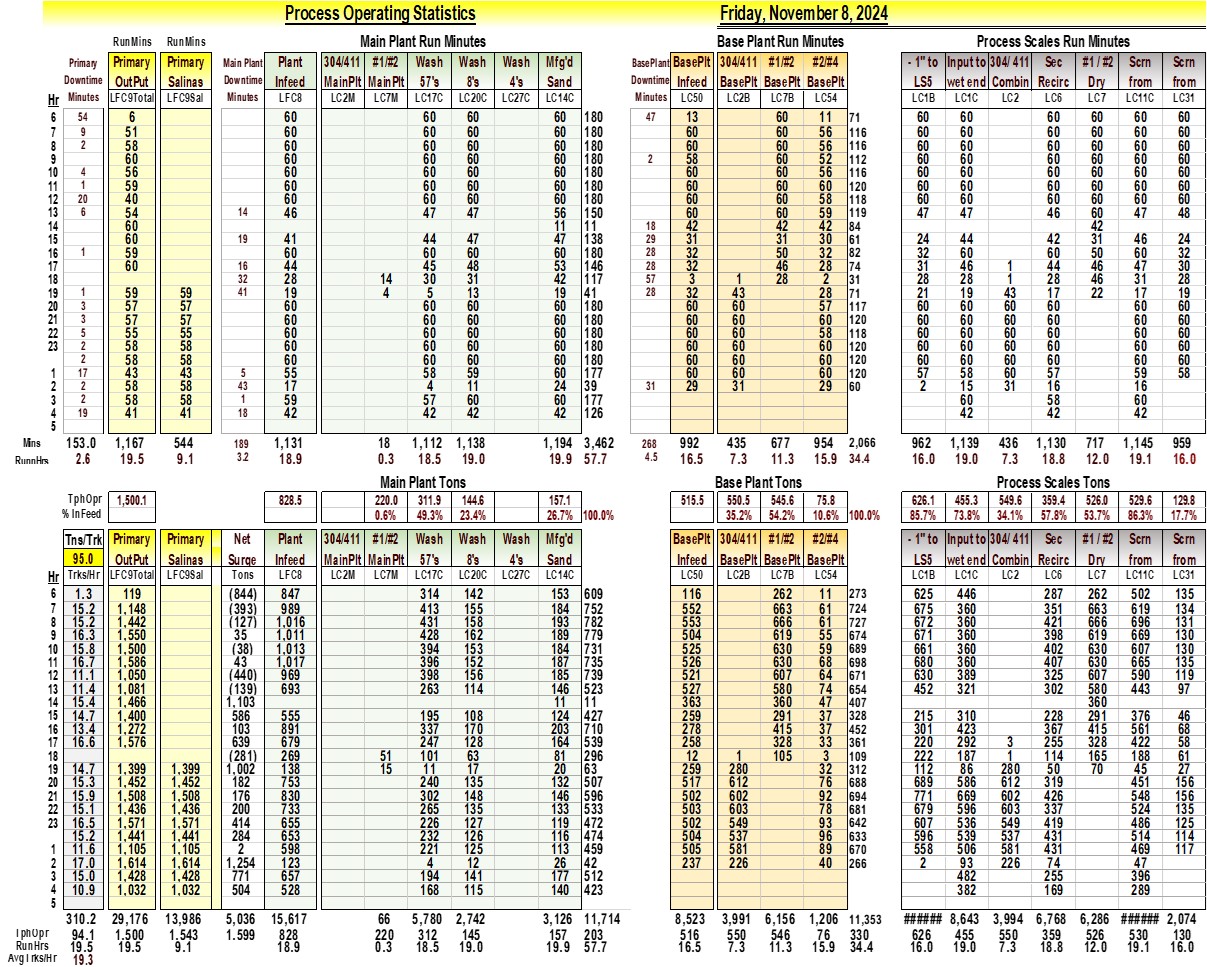 Process Operating Statistics Friday, November 8, 2024
RunMins RunMins Main Plant Run Minutes Base Plant Run Minutes Process Scales Run Minutes
Primary Primary Primary Main Plant Plant 304/411 #1/#2 Wash Wash Wash Mfg'd BasePlant BasePlt 304/411 #1/#2 #2/#4 - 1" to Input to 304/ 411 Sec #1 / #2 Scrn Scrn
Downtime OutPut Salinas Downtime Infeed MainPlt MainPlt 57's 8's 4's Sand Downtime Infeed BasePlt BasePlt BasePlt LS5 wet end Combin Recirc Dry from from
Hr Minutes LFC9Total LFC9Sal Minutes LFC8 LC2M LC7M LC17C LC20C LC27C LC14C Minutes LC50 LC2B LC7B LC54 LC1B LC1C LC2 LC6 LC7 LC11C LC31
6 54 6 60 60 60 60 180 47 13 60 11 71 60 60 60 60 60 60
7 9 51 60 60 60 60 180 60 60 56 116 60 60 60 60 60 60
8 2 58 60 60 60 60 180 60 60 56 116 60 60 60 60 60 60
9 60 60 60 60 60 180 2 58 60 52 112 60 60 60 60 60 60
10 4 56 60 60 60 60 180 60 60 56 116 60 60 60 60 60 60
11 1 59 60 60 60 60 180 60 60 60 120 60 60 60 60 60 60
12 20 40 60 60 60 60 180 60 60 58 118 60 60 60 60 60 60
13 6 54 14 46 47 47 56 150 60 60 59 119 47 47 46 60 47 48
14 60 11 11 18 42 42 42 84 42
15 60 19 41 44 47 47 138 29 31 31 30 61 24 44 42 31 46 24
16 1 59 60 60 60 60 180 28 32 50 32 82 32 60 60 50 60 32
17 60 16 44 45 48 53 146 28 32 46 28 74 31 46 1 44 46 47 30
18 32 28 14 30 31 42 117 57 3 1 28 2 31 28 28 1 28 46 31 28
19 1 59 59 41 19 4 5 13 19 41 28 32 43 28 71 21 19 43 17 22 17 19
20 3 57 57 60 60 60 60 180 60 60 57 117 60 60 60 60 60 60
21 3 57 57 60 60 60 60 180 60 60 60 120 60 60 60 60 60 60
22 5 55 55 60 60 60 60 180 60 60 58 118 60 60 60 60 60 60
23 2 58 58 60 60 60 60 180 60 60 60 120 60 60 60 60 60 60
2 58 58 60 60 60 60 180 60 60 60 120 60 60 60 60 60 60
1 17 43 43 5 55 58 59 60 177 60 60 60 120 57 58 60 57 59 58
2 2 58 58 43 17 4 11 24 39 31 29 31 29 60 2 15 31 16 16
3 2 58 58 1 59 57 60 60 177 60 58 60
4 19 41 41 18 42 42 42 42 126 42 42 42
5
Mins 153.0 1,167 544 189 1,131 18 1,112 1,138 1,194 3,462 268 992 435 677 954 2,066 962 1,139 436 1,130 717 1,145 959
RunnHrs 2.6 19.5 9.1 3.2 18.9 0.3 18.5 19.0 19.9 57.7 4.5 16.5 7.3 11.3 15.9 34.4 16.0 19.0 7.3 18.8 12.0 19.1 16.0
Main Plant Tons Base Plant Tons Process Scales Tons
TphOpr 1,500.1 828.5 220.0 311.9 144.6 157.1 515.5 550.5 545.6 75.8 626.1 455.3 549.6 359.4 526.0 529.6 129.8
% InFeed 0.6% 49.3% 23.4% 26.7% 100.0% 35.2% 54.2% 10.6% 100.0% 85.7% 73.8% 34.1% 57.8% 53.7% 86.3% 17.7%
Tns/Trk Primary Primary Net Plant 304/411 #1/#2 Wash Wash Wash Mfg'd BasePlt 304/411 #1/#2 #2/#4 - 1" to Input to 304/ 411 Sec #1 / #2 Scrn Scrn
95.0 OutPut Salinas Surge Infeed MainPlt MainPlt 57's 8's 4's Sand Infeed BasePlt BasePlt BasePlt LS5 wet end Combin Recirc Dry from from
Hr Trks/Hr LFC9Total LFC9Sal Tons LFC8 LC2M LC7M LC17C LC20C LC27C LC14C LC50 LC2B LC7B LC54 LC1B LC1C LC2 LC6 LC7 LC11C LC31
6 1.3 119 (844) 847 314 142 153 609 116 262 11 273 625 446 287 262 502 135
7 15.2 1,148 (393) 989 413 155 184 752 552 663 61 724 675 360 351 663 619 134
8 15.2 1,442 (127) 1,016 431 158 193 782 553 666 61 727 672 360 421 666 696 131
9 16.3 1,550 35 1,011 428 162 189 779 504 619 55 674 671 360 398 619 669 130
10 15.8 1,500 (38) 1,013 394 153 184 731 525 630 59 689 661 360 402 630 607 130
11 16.7 1,586 43 1,017 396 152 187 735 526 630 68 698 680 360 407 630 665 135
12 11.1 1,050 (440) 969 398 156 185 739 521 607 64 671 630 389 325 607 590 119
13 11.4 1,081 (139) 693 263 114 146 523 527 580 74 654 452 321 302 580 443 97
14 15.4 1,466 1,103 11 11 363 360 47 407 360
15 14.7 1,400 586 555 195 108 124 427 259 291 37 328 215 310 228 291 376 46
16 13.4 1,272 103 891 337 170 203 710 278 415 37 452 301 423 367 415 561 68
17 16.6 1,576 639 679 247 128 164 539 258 328 33 361 220 292 3 255 328 422 58
18 (281) 269 51 101 63 81 296 12 1 105 3 109 222 187 1 114 165 188 61
19 14.7 1,399 1,399 1,002 138 15 11 17 20 63 259 280 32 312 112 86 280 50 70 45 27
20 15.3 1,452 1,452 182 753 240 135 132 507 517 612 76 688 689 586 612 319 451 156
21 15.9 1,508 1,508 176 830 302 148 146 596 502 602 92 694 771 669 602 426 548 156
22 15.1 1,436 1,436 200 733 265 135 133 533 503 603 78 681 679 596 603 337 524 135
23 16.5 1,571 1,571 414 655 226 127 119 472 502 549 93 642 607 536 549 419 486 125
15.2 1,441 1,441 284 653 232 126 116 474 504 537 96 633 596 539 537 431 514 114
1 11.6 1,105 1,105 2 598 221 125 113 459 505 581 89 670 558 506 581 431 469 117
2 17.0 1,614 1,614 1,254 123 4 12 26 42 237 226 40 266 2 93 226 74 47
3 15.0 1,428 1,428 771 657 194 141 177 512 482 255 396
4 10.9 1,032 1,032 504 528 168 115 140 423 382 169 289
5
310.2 29,176 13,986 5,036 15,617 66 5,780 2,742 3,126 11,714 8,523 3,991 6,156 1,206 11,353 ###### 8,643 3,994 6,768 6,286 ###### 2,074
TphOpr 94.1 1,500 1,543 1.599 828 220 312 145 157 203 516 550 546 76 330 626 455 550 359 526 530 130
RunHrs 19.5 19.5 9.1 18.9 0.3 18.5 19.0 19.9 57.7 16.5 7.3 11.3 15.9 34.4 16.0 19.0 7.3 18.8 12.0 19.1 16.0
Avg Trks/Hr 19.3